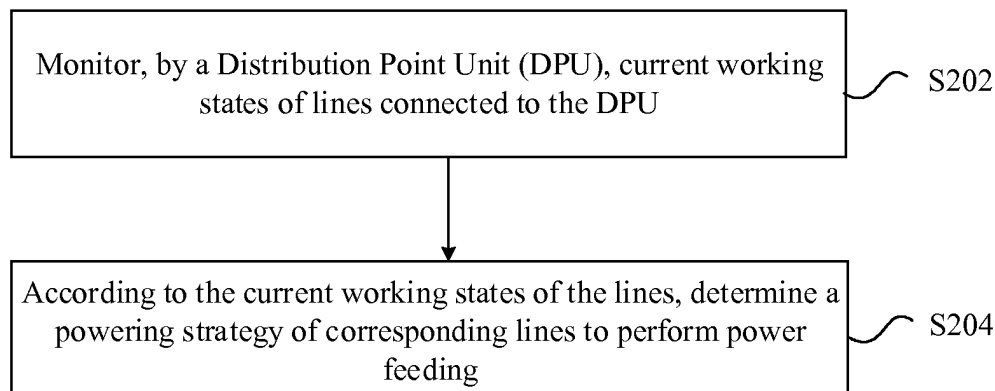 Monitor, by a Distribution Point Unit (DPU), current working
states of lines connected to the DPU
S202
According to the current working states of the lines, determine a
powering strategy of corresponding lines to perform power
feeding
S204